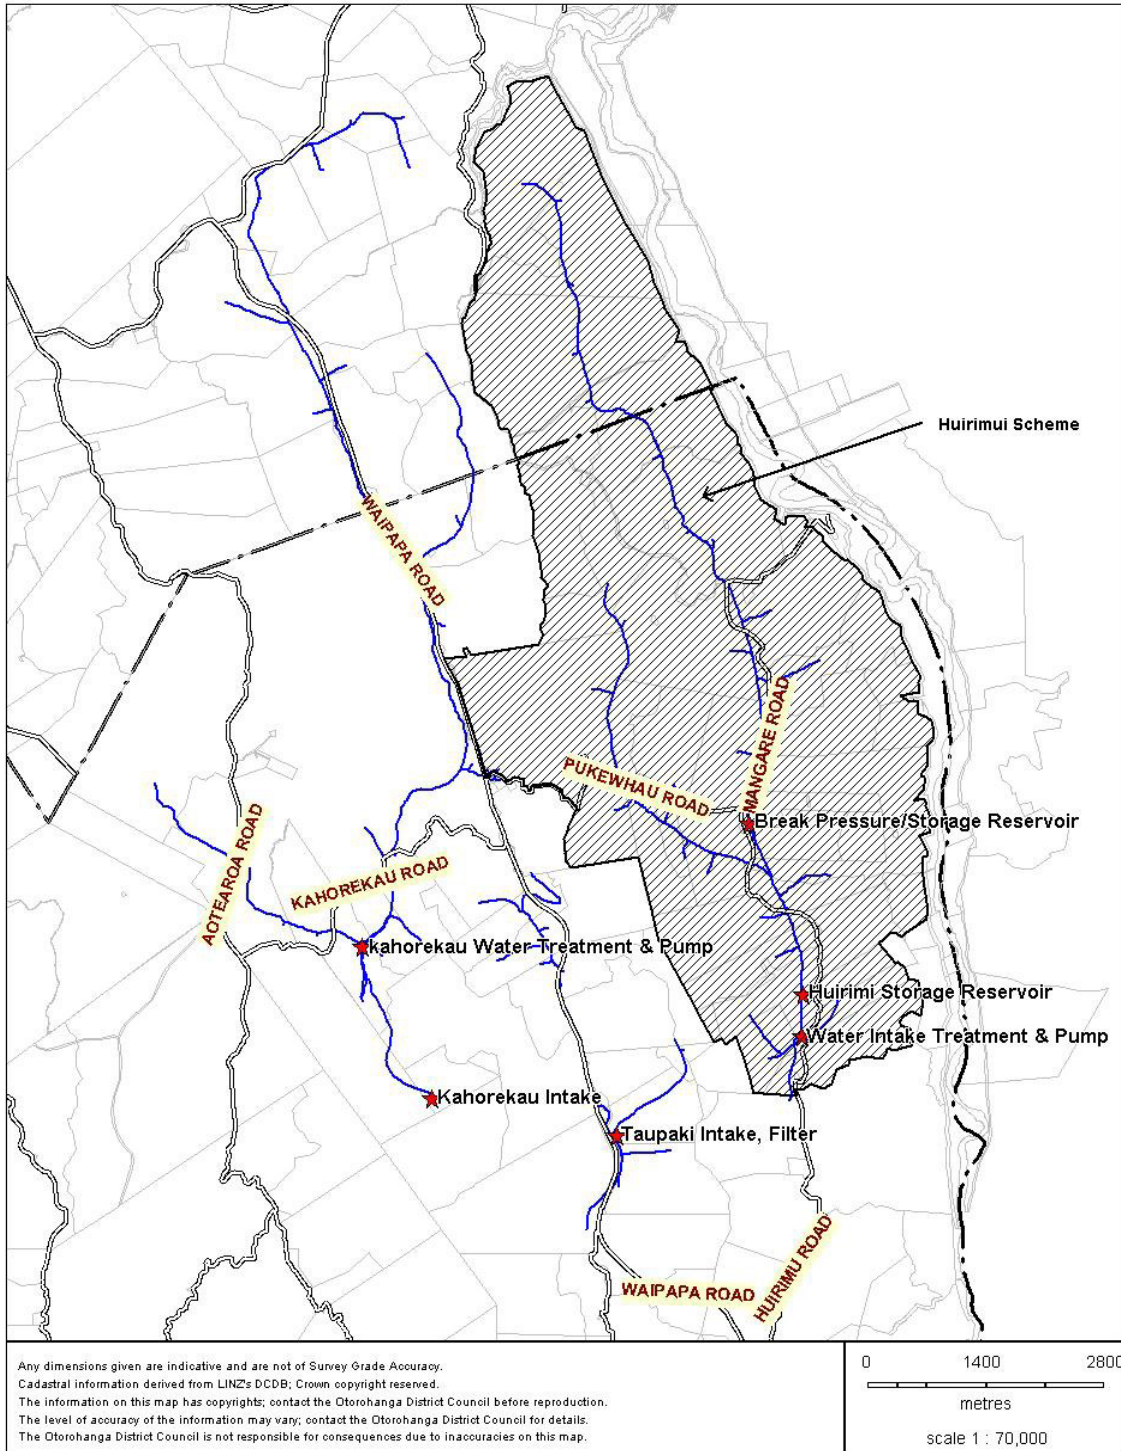 Huirimui Scheme
WAIPAPA ROAD
MANGARE ROAD
PUKEWHAU ROAD
Break Pressure/Storage Reservoir
AOTEAROA ROAD
KAHOREKAU ROAD
kahorekau Water Treatment & Pump
Huirimi Storage Reservoir
Water Intake Treatment & Pump
Kahorekau Intake
Taupaki Intake, Filter
HUIRIMU ROAD
WAIPAPA ROAD
Any dimensions given are indicative and are not of Survey Grade Accuracy.
Cadastral information derived from LINZ's DCDB; Crown copyright reserved.
The information on this map has copyrights; contact the Otorohanga District Council before reproduction.
The level of accuracy of the information may vary; contact the Otorohanga District Council for details.
The Otorohanga District Council is not responsible for consequences due to inaccuracies on this map.
0 1400 2800
metres
scale 1 : 70,000